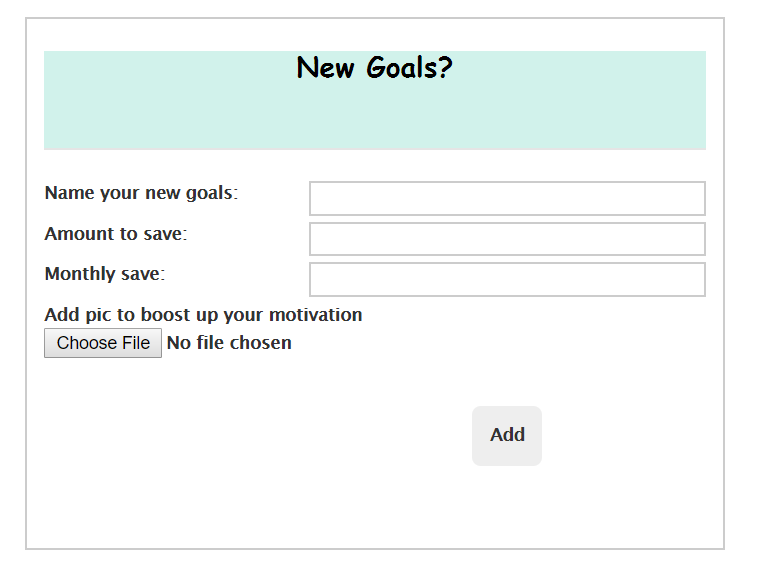 New Goals?
Name your new goals:
Amount to save:
Monthly save:
Add pic to boost up your motivation
Choose File No file chosen
Add